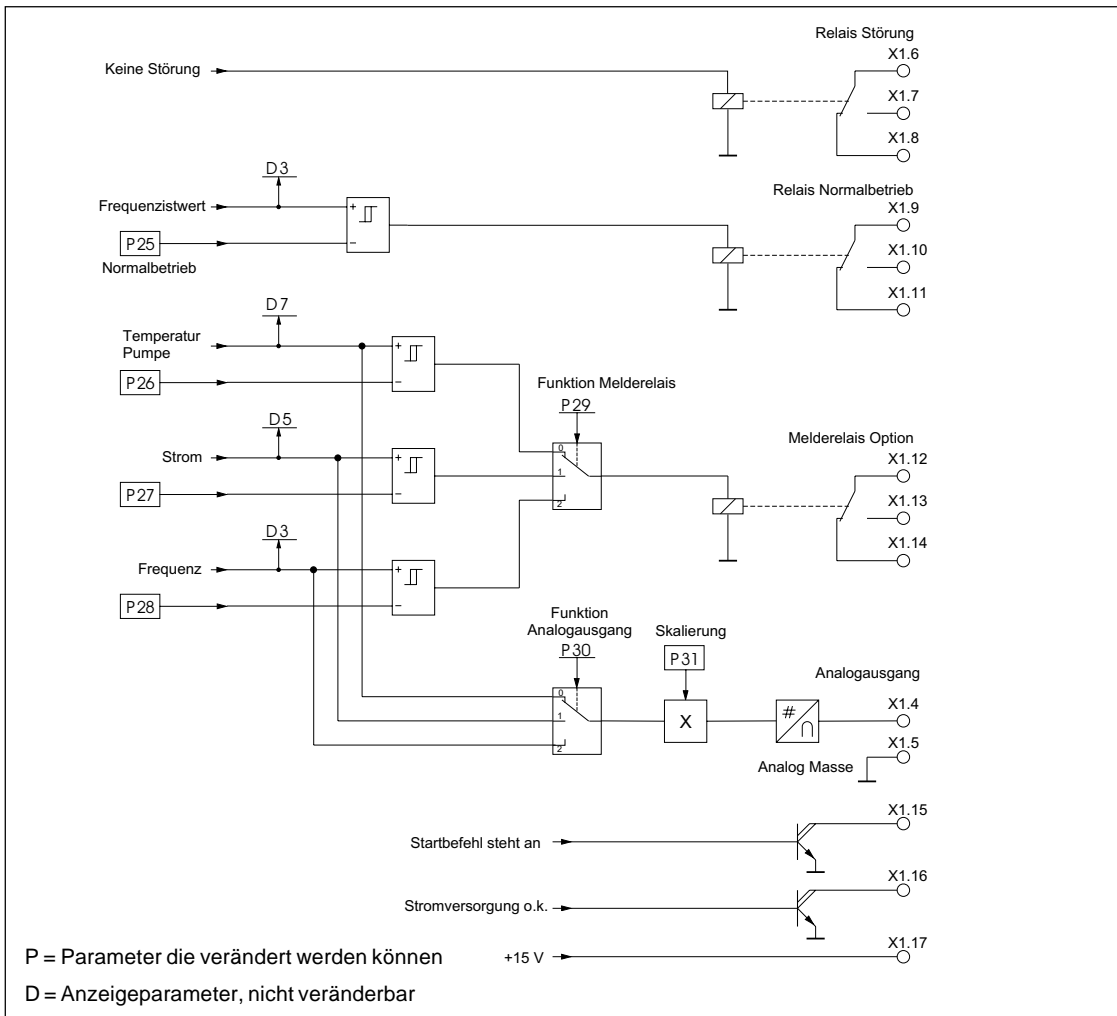 Relais Störung
X1.6
Keine Störung
X1.7
X1.8
D3
Relais Normalbetrieb
X1.9
Frequenzistwert
+
P25
−
X1.10
Normalbetrieb
X1.11
D7
Temperatur
Pumpe
+
P26
−
Funktion Melderelais
P29
D5
Melderelais Option
0
Strom
+
X1.12
1
P27
−
2
X1.13
D3
X1.14
Frequenz
+
P28
−
Funktion
Analogausgang
Skalierung
P30
P31
Analogausgang
0
X1.4
1
X
#
∩
2
X1.5
Analog Masse
X1.15
Startbefehl steht an
X1.16
Stromversorgung o.k.
X1.17
P = Parameter die verändert werden können
+15 V
D = Anzeigeparameter, nicht veränderbar